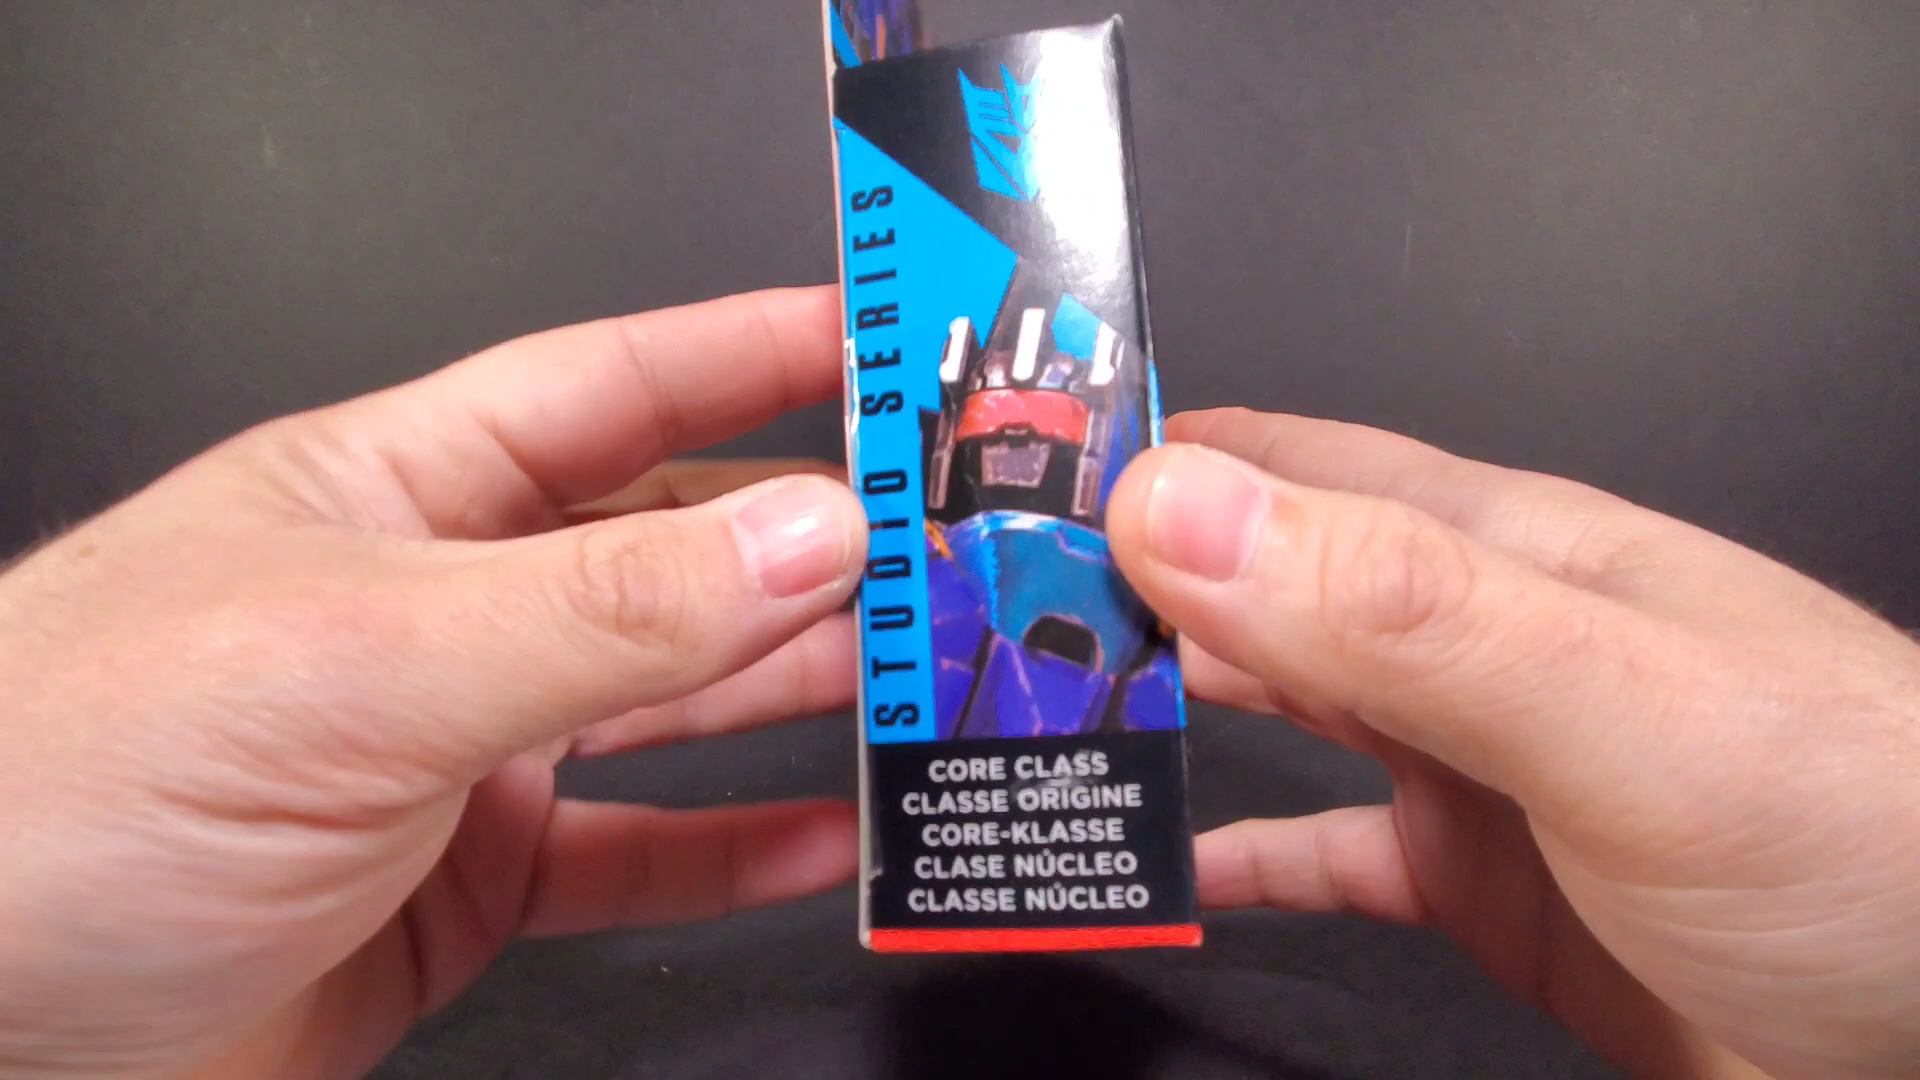 STUDIO SERIES
CORE CLASS
CLASSE ORIGINE
CORE-KLASSE
CLASE NÚCLEO
CLASSE NÚCLEO